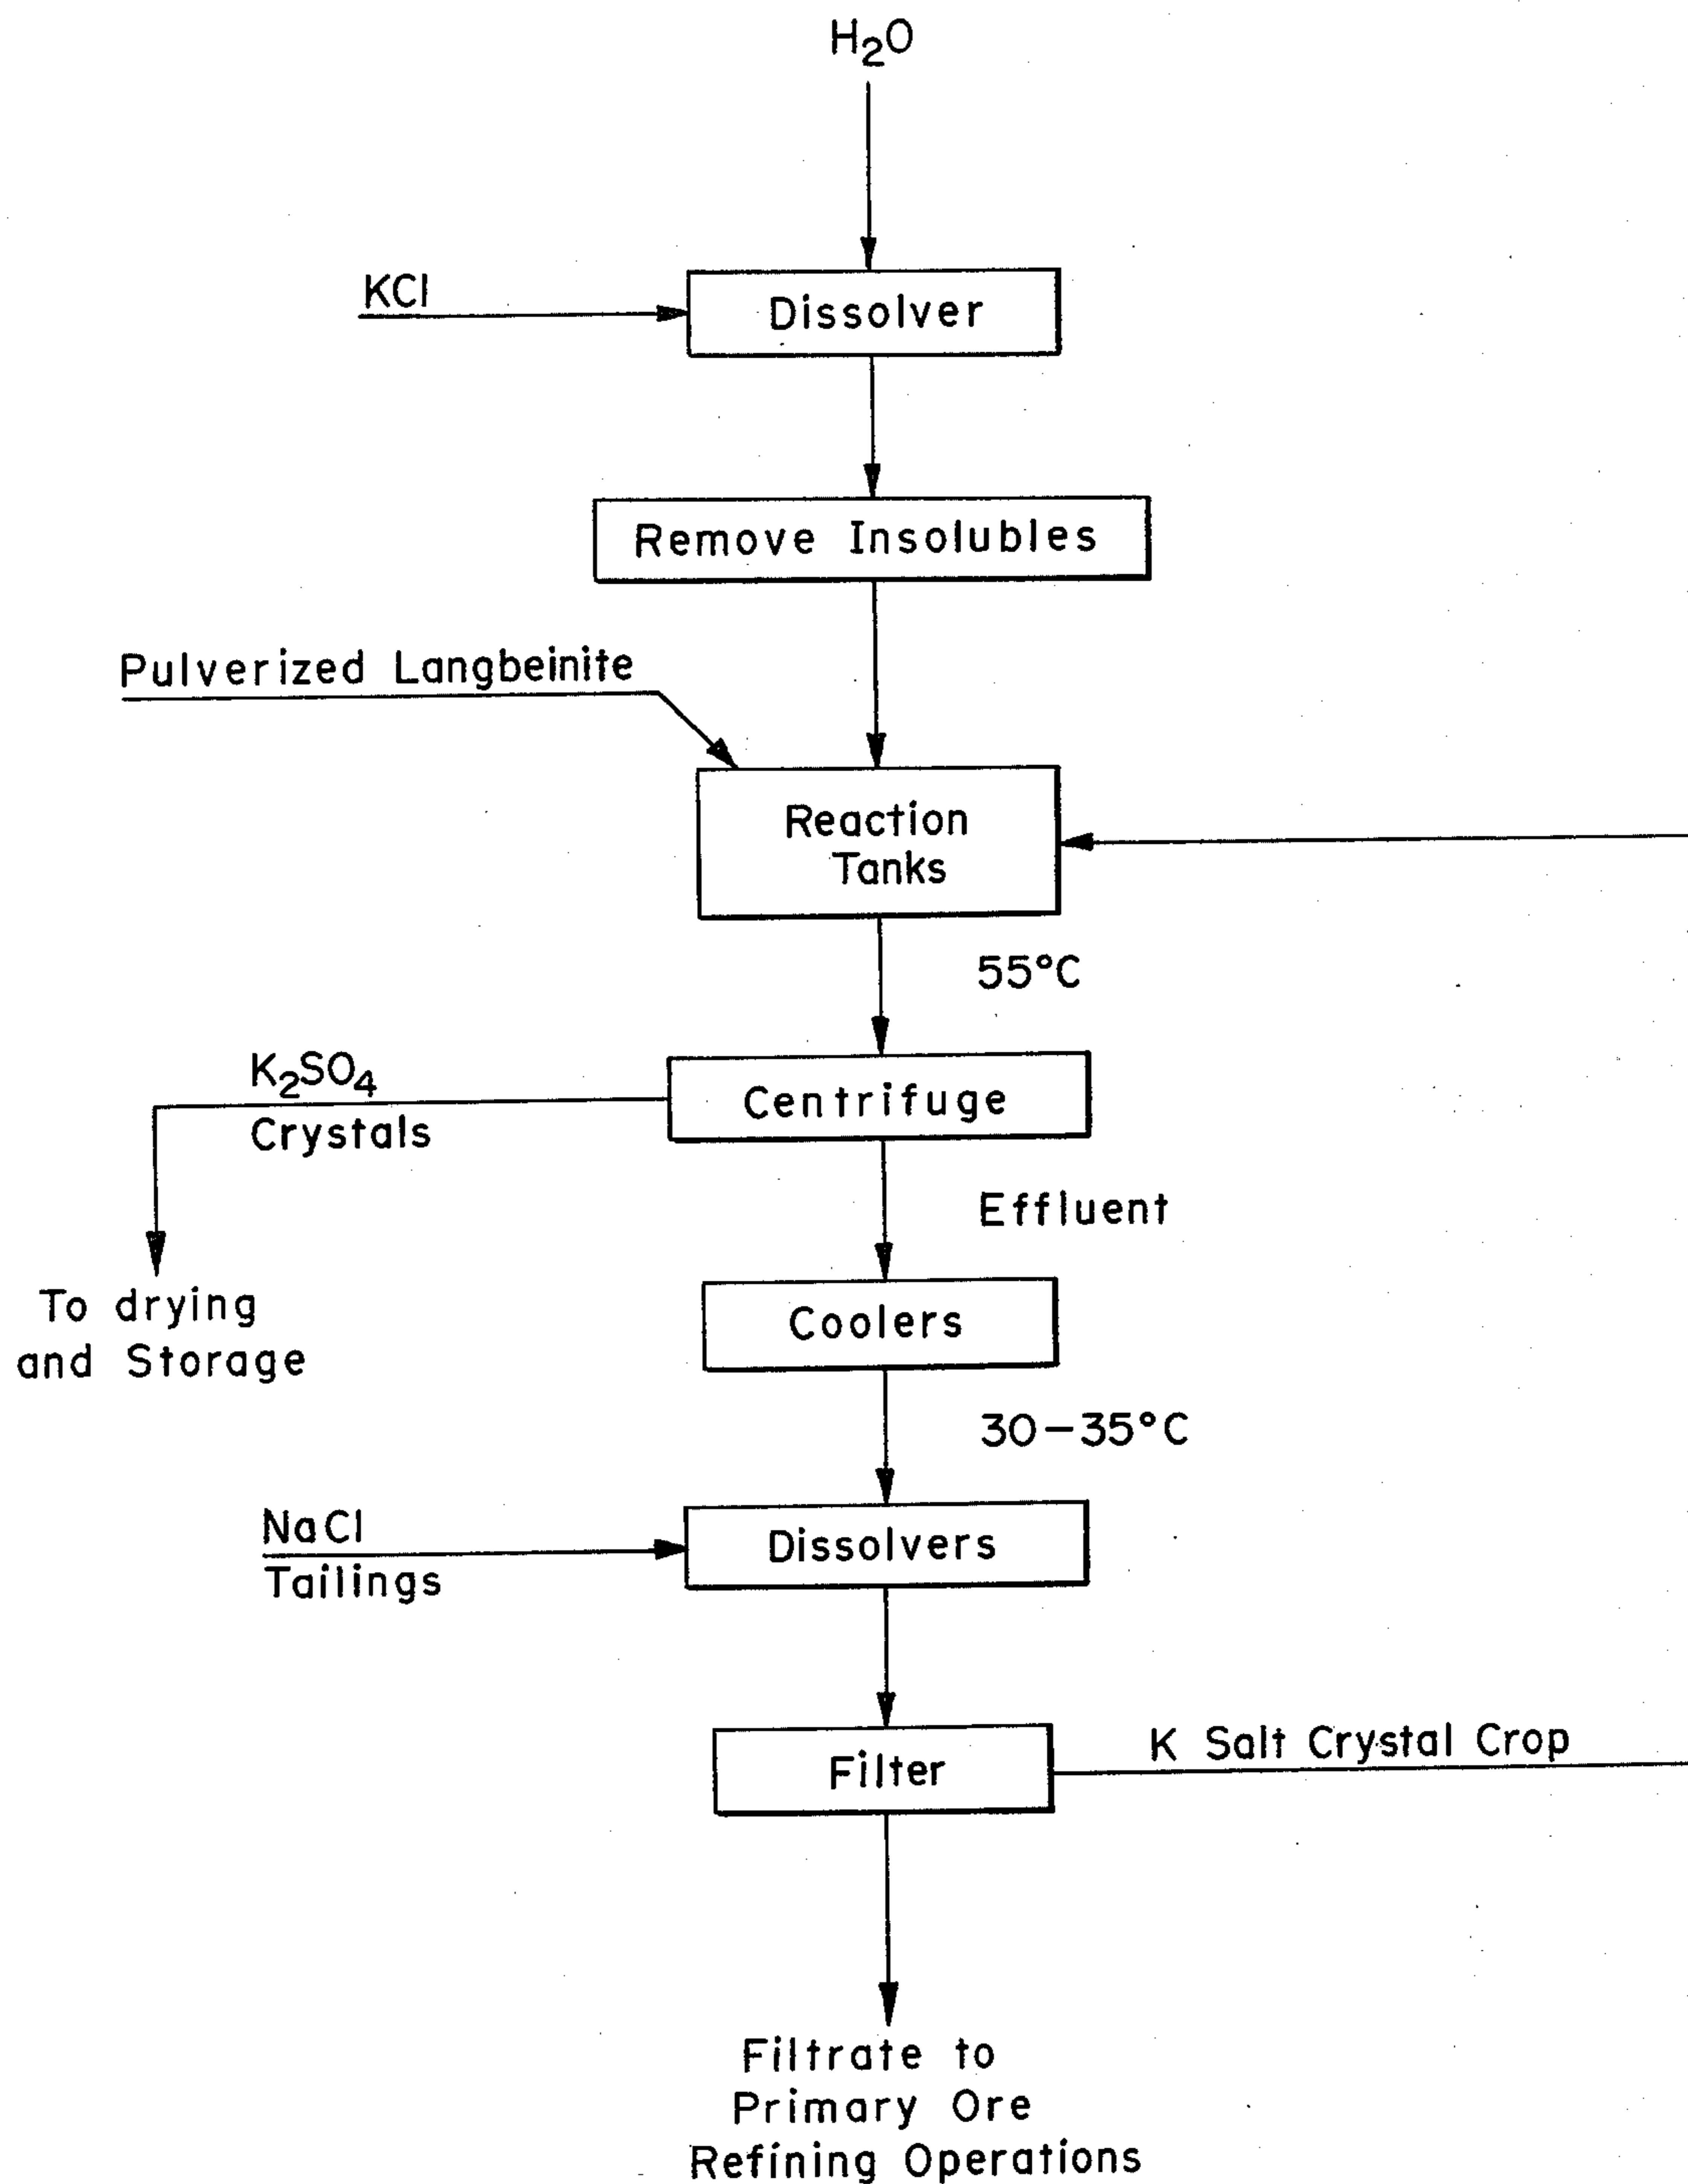 H₂O
KCl
Dissolver
Remove Insolubles
Pulverized Langbeinite
Reaction
Tanks
55°C
K₂SO₄
Crystals
Centrifuge
Effluent
To drying
and Storage
Coolers
30–35°C
NaCl
Tailings
Dissolvers
Filter
K Salt Crystal Crop
Filtrate to
Primary Ore
Refining Operations